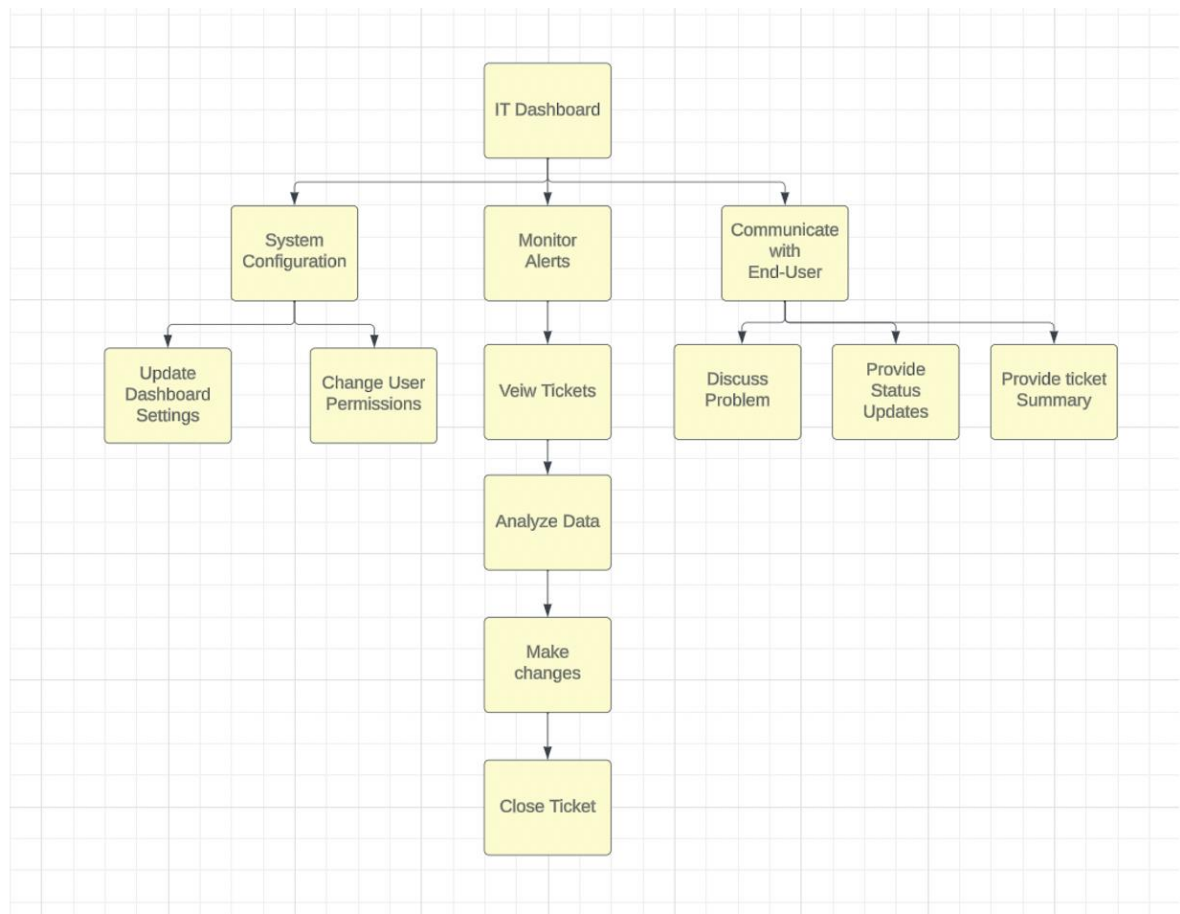 IT Dashboard
System
Configuration
Monitor
Alerts
Communicate
with
End-User
Update
Dashboard
Settings
Change User
Permissions
Veiw Tickets
Discuss
Problem
Provide
Status
Updates
Provide ticket
Summary
Analyze Data
Make
changes
Close Ticket